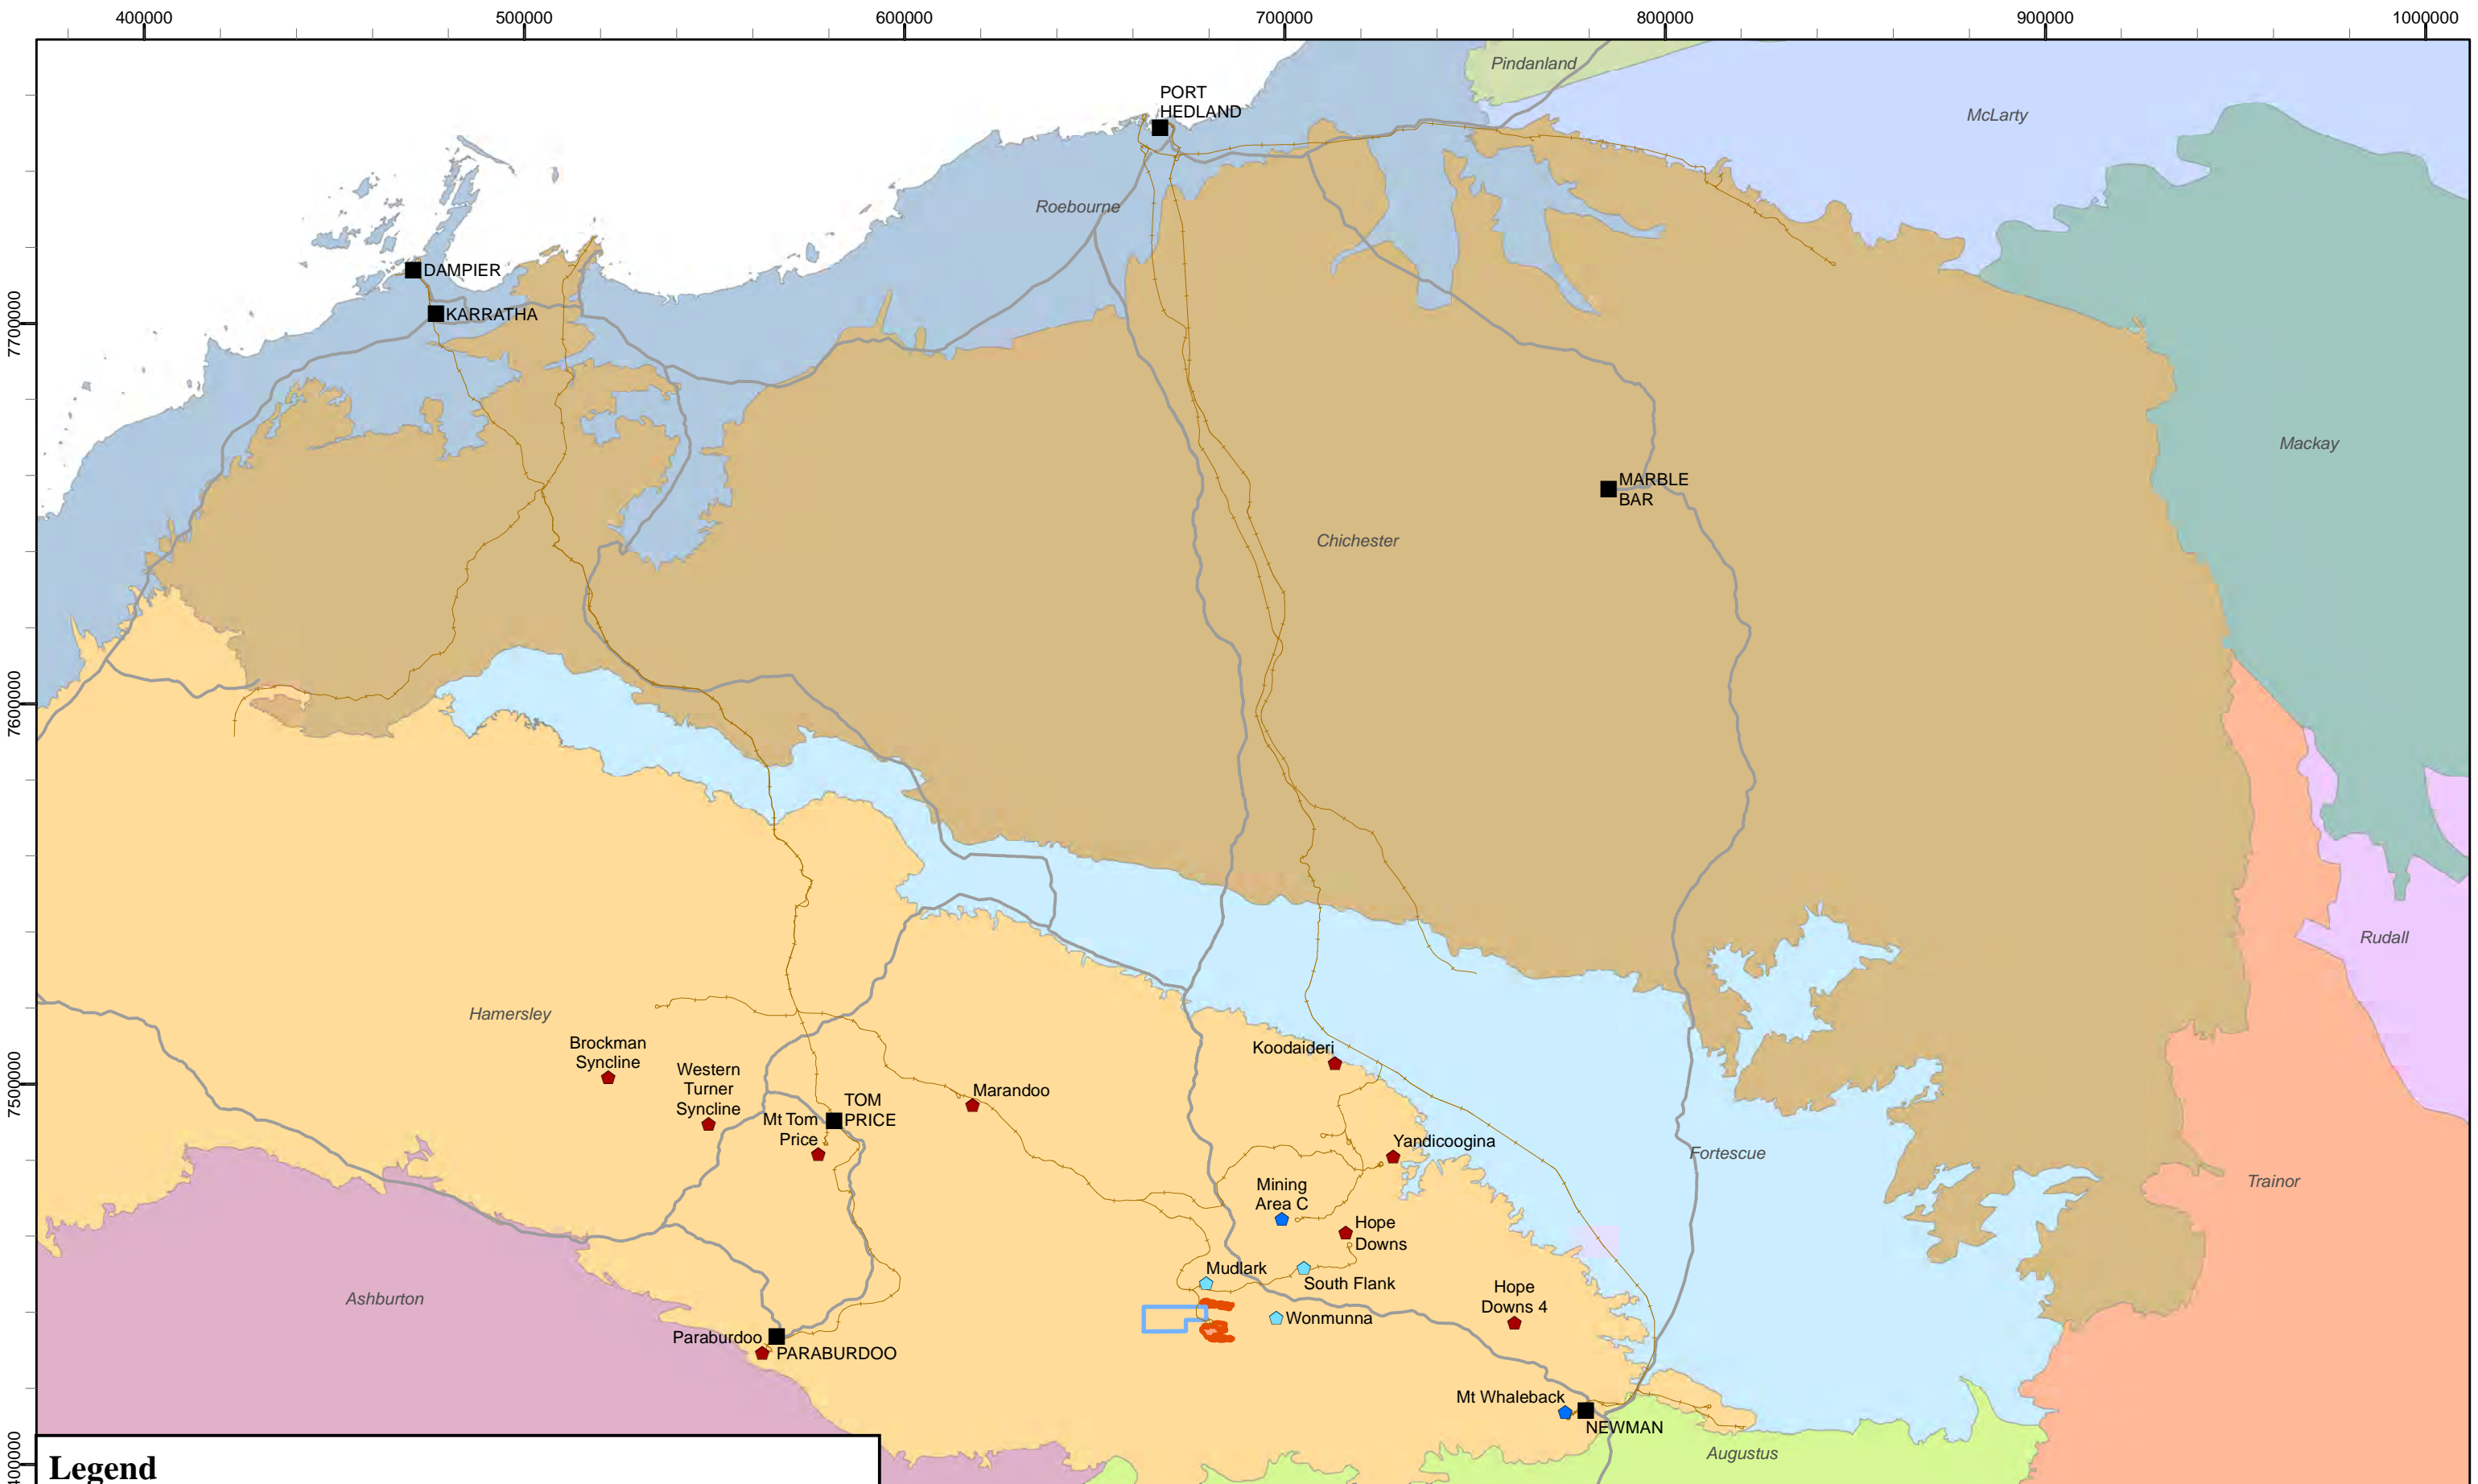 400000 500000 600000 700000 800000 900000 1000000
Pindanland
PORT
HEDLAND
McLarty
Roebourne
DAMPIER
KARRATHA
7700000
Mackay
MARBLE
BAR
Chichester
7600000
Rudall
Hamersley
Brockman
Syncline
Koodaideri
Western
Turner
Syncline
7500000
Marandoo
TOM
PRICE
Mt Tom
Price
Yandicoogina
Fortescue
Trainor
Mining
Area C
Hope
Downs
Mudlark
South Flank
Hope
Downs 4
Ashburton
Wonmunna
Paraburdoo
PARABURDOO
Mt Whaleback
NEWMAN
Augustus
Legend